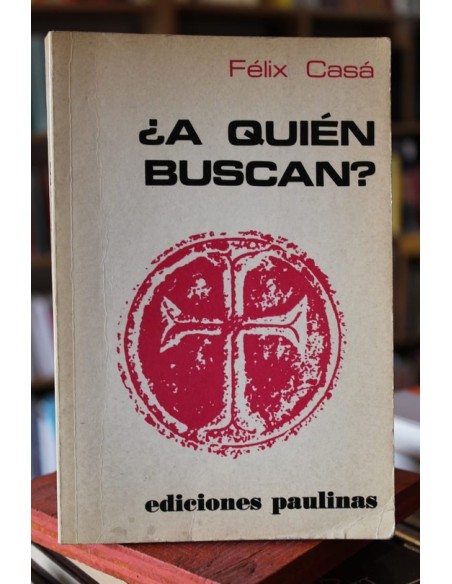 Félix Casá
¿A QUIÉN
BUSCAN?
ediciones paulinas